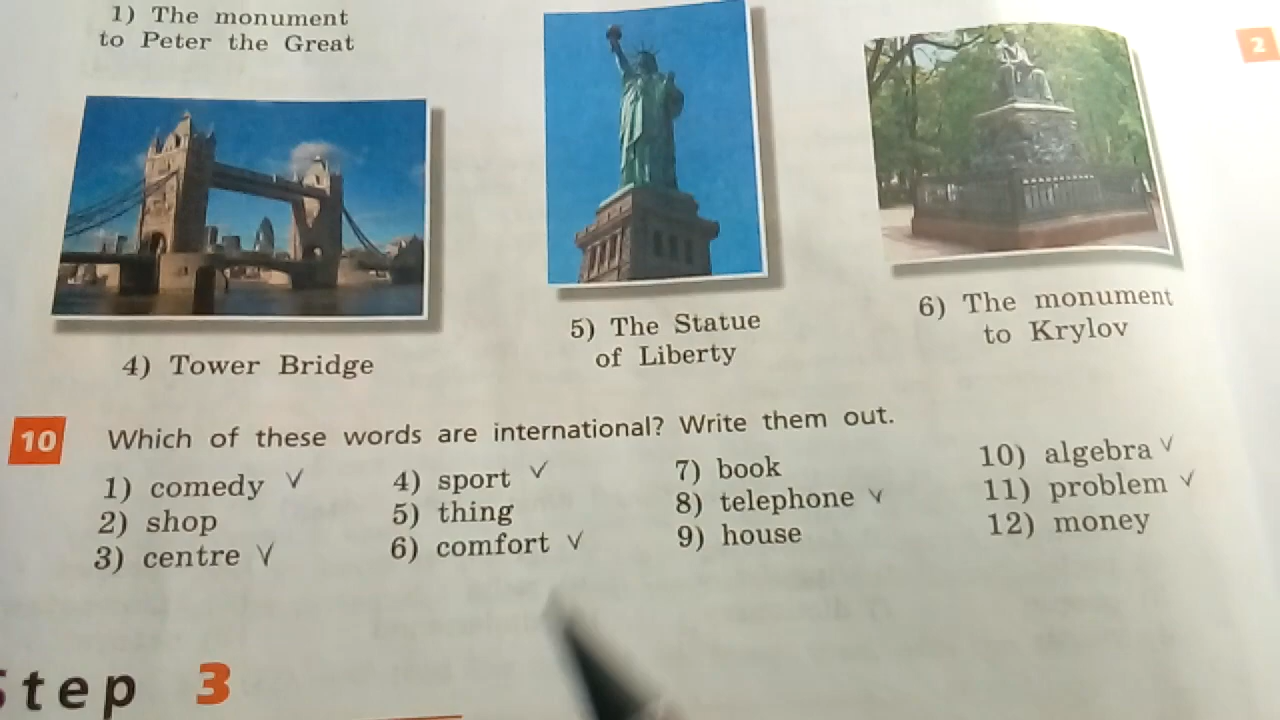 1) The monument
to Peter the Great
2
4) Tower Bridge
5) The Statue
of Liberty
6) The monument
to Krylov
10 Which of these words are international? Write them out.
1) comedy ✓
2) shop
3) centre ✓
4) sport ✓
5) thing
6) comfort ✓
7) book
8) telephone ✓
9) house
10) algebra ✓
11) problem ✓
12) money
Step 3